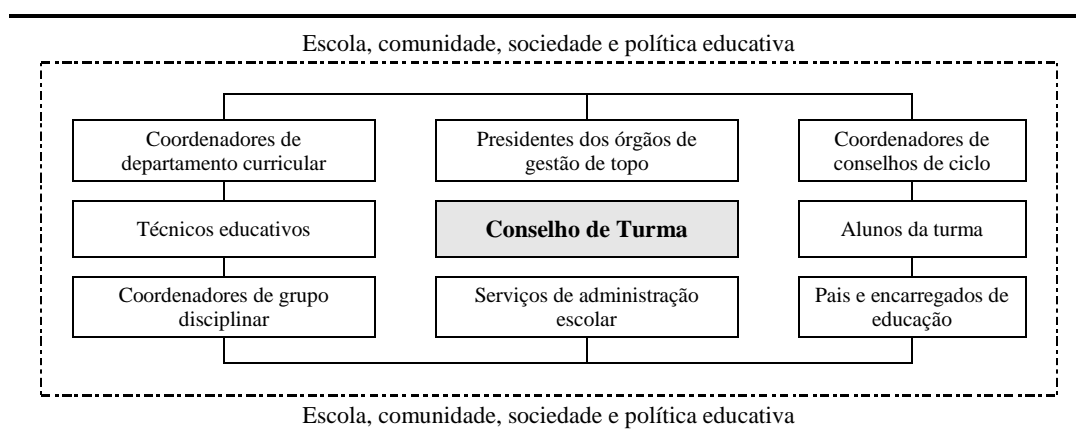 Escola, comunidade, sociedade e política educativa
Coordenadores de
departamento curricular
Presidentes dos órgãos de
gestão de topo
Coordenadores de
conselhos de ciclo
Técnicos educativos
Conselho de Turma
Alunos da turma
Coordenadores de grupo
disciplinar
Serviços de administração
escolar
Pais e encarregados de
educação
Escola, comunidade, sociedade e política educativa